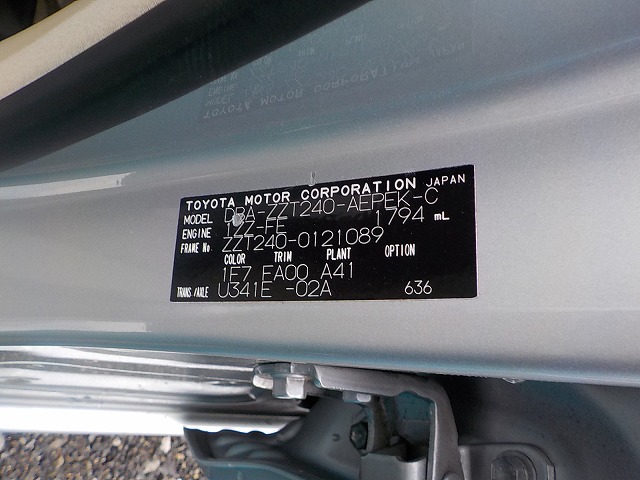 TOYOTA MOTOR CORPORATION JAPAN
MODEL DBA-ZZT240-AEPEK-C
ENGINE 1ZZ-FE 1794 mL
FRAME No. ZZT240-0121089
COLOR TRIM PLANT OPTION
1F7 EA00 A41
TRANS/AXLE U341E -02A 636